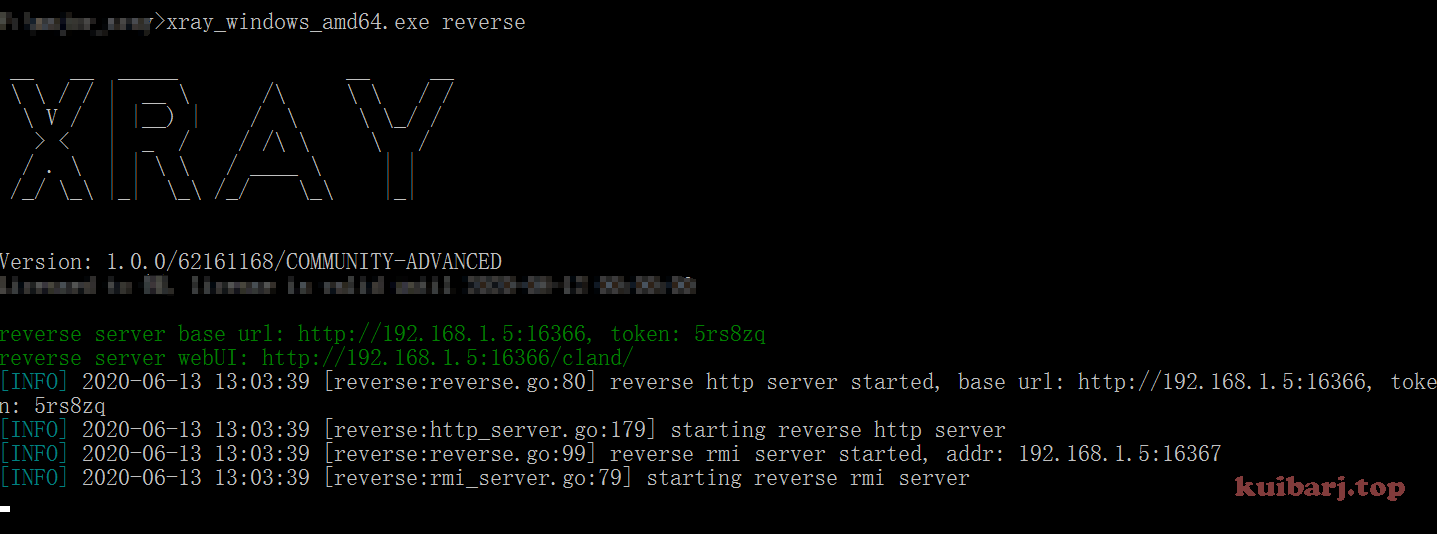 >xray_windows_amd64.exe reverse
Version: 1.0.0/62161168/COMMUNITY-ADVANCED
reverse server base url: http://192.168.1.5:16366, token: 5rs8zq
reverse server webUI: http://192.168.1.5:16366/cland/
[INFO] 2020-06-13 13:03:39 [reverse:reverse.go:80] reverse http server started, base url: http://192.168.1.5:16366, toke
n: 5rs8zq
[INFO] 2020-06-13 13:03:39 [reverse:http_server.go:179] starting reverse http server
[INFO] 2020-06-13 13:03:39 [reverse:reverse.go:99] reverse rmi server started, addr: 192.168.1.5:16367
[INFO] 2020-06-13 13:03:39 [reverse:rmi_server.go:79] starting reverse rmi server
kuibarj.top